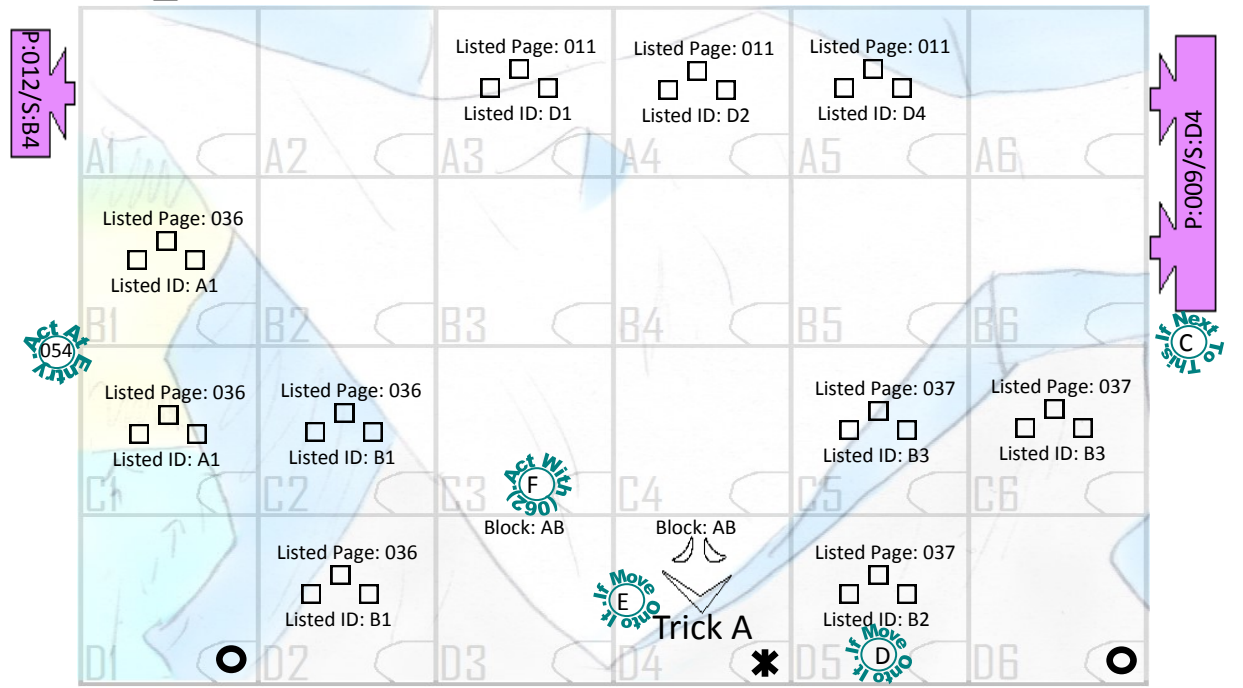 P:012/S:B4
Listed Page: 011
Listed ID: D1
Listed Page: 011
Listed ID: D2
Listed Page: 011
Listed ID: D4
P:009/S:D4
A1
A2
A3
A4
A5
A6
Listed Page: 036
Listed ID: A1
B1
B2
B3
B4
B5
B6
Act At Entry
054
If Next To This.
C
Listed Page: 036
Listed ID: A1
Listed Page: 036
Listed ID: B1
Listed Page: 037
Listed ID: B3
Listed Page: 037
Listed ID: B3
Act With (062).
F
C1
C2
C3
C4
C5
C6
Block: AB
Block: AB
Listed Page: 036
Listed ID: B1
If Move Onto It.
E
Trick A
Listed Page: 037
Listed ID: B2
If Move Onto It.
D
D1
D2
D3
D4
D5
D6